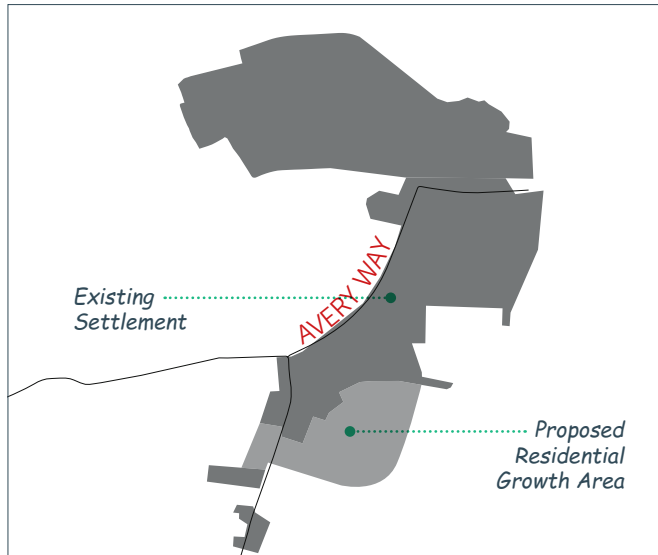 AVERY WAY
Existing
Settlement
Proposed
Residential
Growth Area